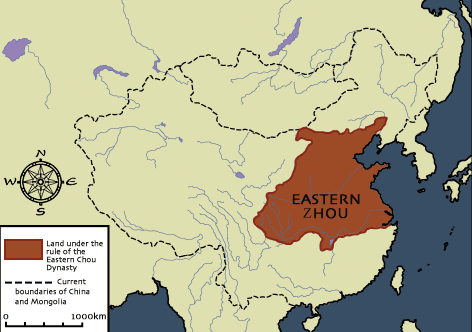 EASTERN
ZHOU
N
W E
S
Land under the
rule of the
Eastern Chou
Dynasty
Current
boundaries of China
and Mongolia
0 1000km